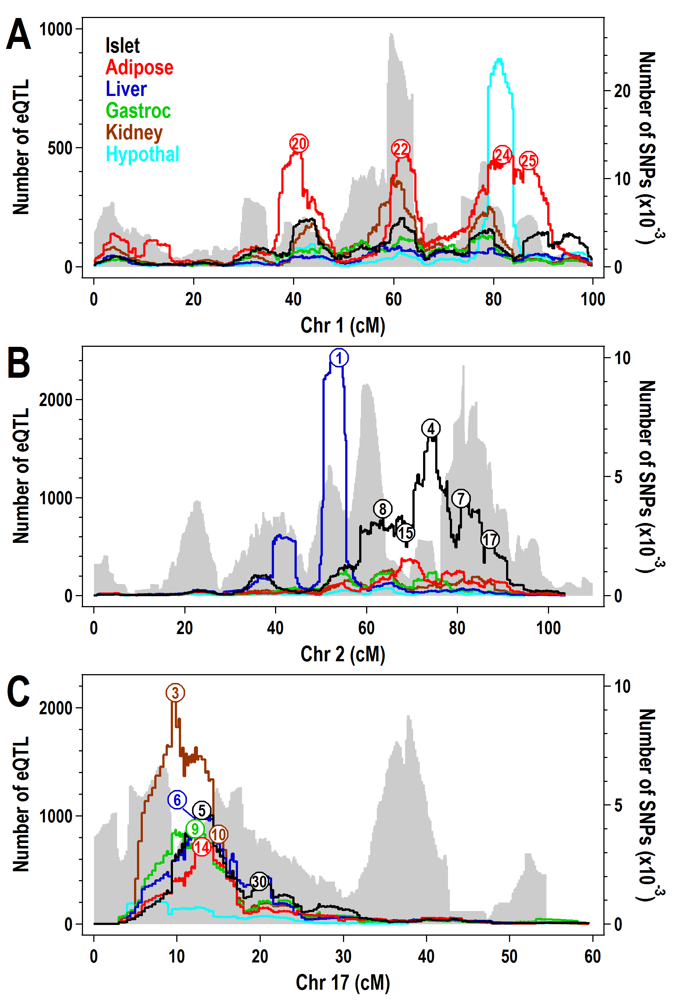 A
Number of eQTL
1000
500
0
Islet
Adipose
Liver
Gastroc
Kidney
Hypothal
20
22
24
25
20
10
0
Number of SNPs (x10-3)
0 20 40 60 80 100
Chr 1 (cM)
B
Number of eQTL
2000
1000
0
1
8
15
4
7
17
10
5
0
Number of SNPs (x10-3)
0 20 40 60 80 100
Chr 2 (cM)
C
Number of eQTL
2000
1000
0
3
6
5
9
10
14
30
10
5
0
Number of SNPs (x10-3)
0 10 20 30 40 50 60
Chr 17 (cM)